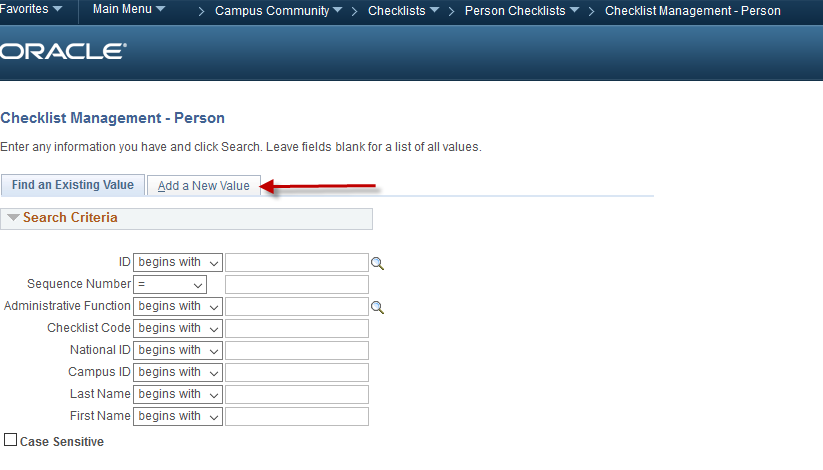 Favorites Main Menu > Campus Community > Checklists > Person Checklists > Checklist Management - Person
ORACLE®
Checklist Management - Person
Enter any information you have and click Search. Leave fields blank for a list of all values.
Find an Existing Value Add a New Value
Search Criteria
ID begins with
Sequence Number =
Administrative Function begins with
Checklist Code begins with
National ID begins with
Campus ID begins with
Last Name begins with
First Name begins with
Case Sensitive